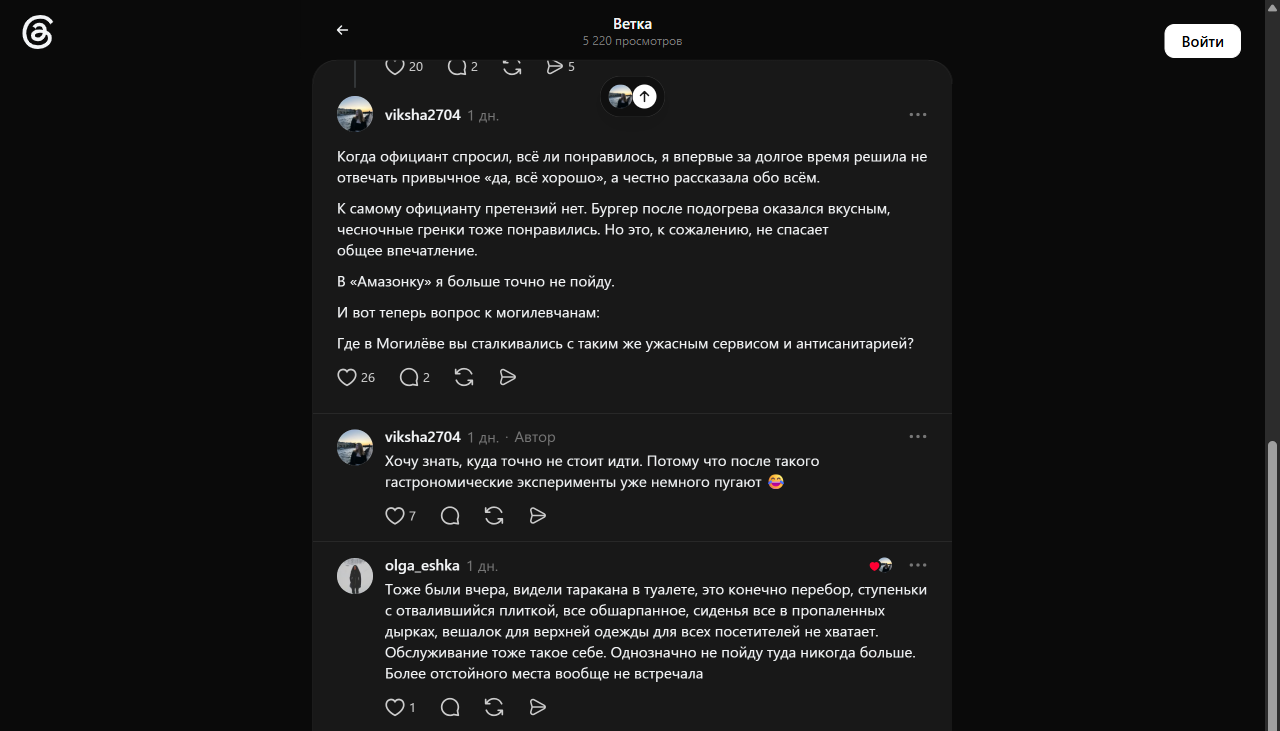 Ветка
5 220 просмотров
Войти
20 2 5
viksha2704 1 дн.
Когда официант спросил, всё ли понравилось, я впервые за долгое время решила не
отвечать привычное «да, всё хорошо», а честно рассказала обо всём.
К самому официанту претензий нет. Бургер после подогрева оказался вкусным,
чесночные гренки тоже понравились. Но это, к сожалению, не спасает
общее впечатление.
В «Амазонку» я больше точно не пойду.
И вот теперь вопрос к могилевчанам:
Где в Могилёве вы сталкивались с таким же ужасным сервисом и антисанитарией?
26 2
viksha2704 1 дн. · Автор
Хочу знать, куда точно не стоит идти. Потому что после такого
гастрономические эксперименты уже немного пугают 😂
7
olga_eshka 1 дн.
Тоже были вчера, видели таракана в туалете, это конечно перебор, ступеньки
с отвалившийся плиткой, все обшарпанное, сиденья все в пропаленных
дырках, вешалок для верхней одежды для всех посетителей не хватает.
Обслуживание тоже такое себе. Однозначно не пойду туда никогда больше.
Более отстойного места вообще не встречала
1